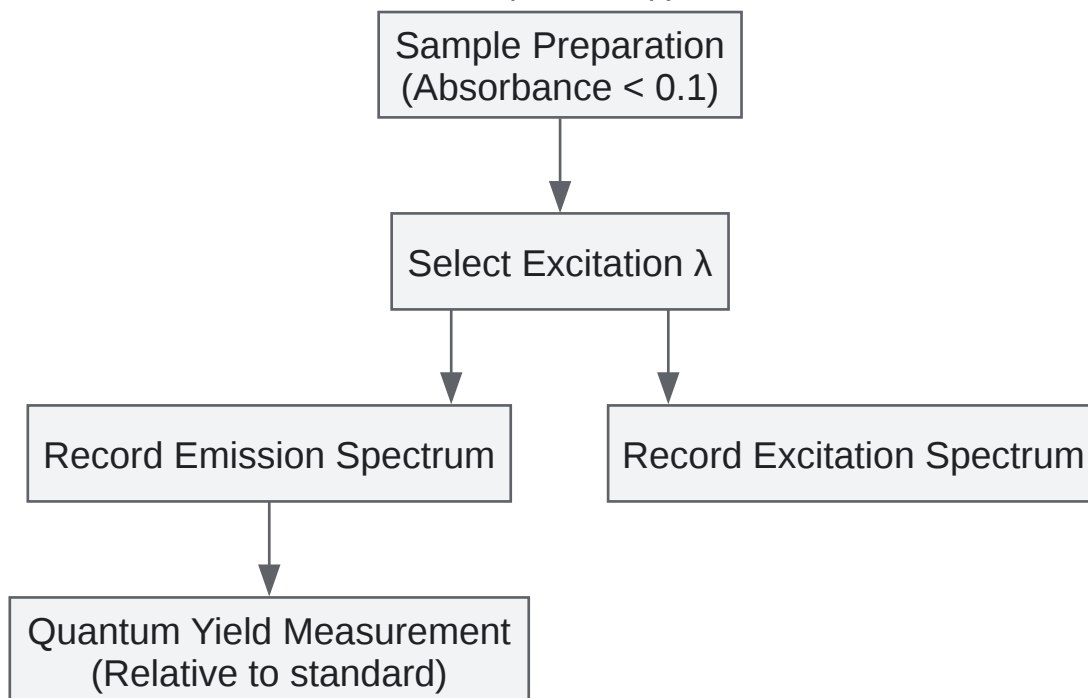 Sample Preparation
(Absorbance < 0.1)
Select Excitation λ
Record Emission Spectrum
Record Excitation Spectrum
Quantum Yield Measurement
(Relative to standard)